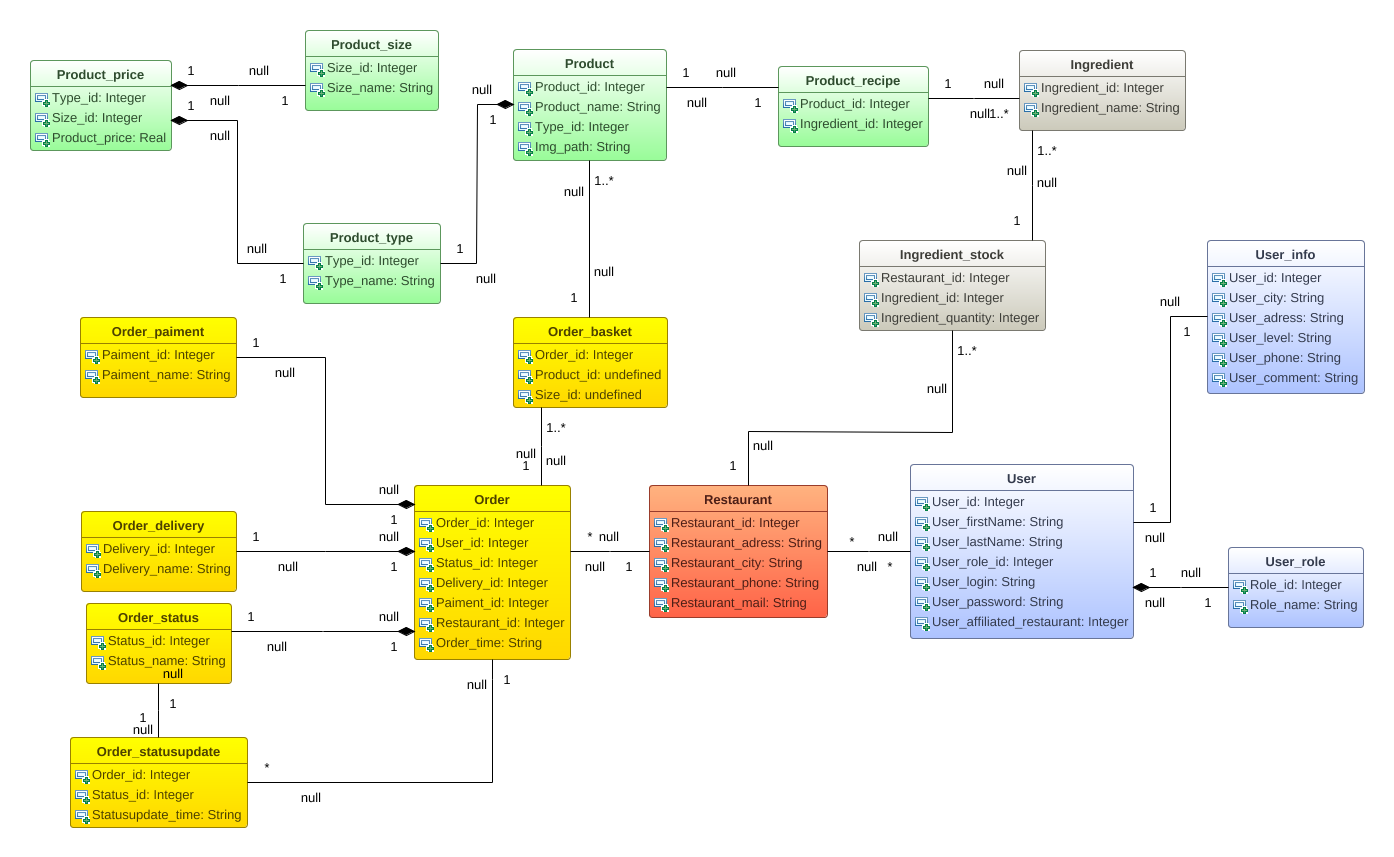 Product_price
Type_id: Integer
Size_id: Integer
Product_price: Real
1
null
null
1
1
null
Product_size
Size_id: Integer
Size_name: String
null
1
Product_type
Type_id: Integer
Type_name: String
1
null
null
1
Product
Product_id: Integer
Product_name: String
Type_id: Integer
Img_path: String
1
null
null
1
Product_recipe
Product_id: Integer
Ingredient_id: Integer
1
null
null1..*
Ingredient
Ingredient_id: Integer
Ingredient_name: String
1..*
null
null
1
1..*
null
null
1
Ingredient_stock
Restaurant_id: Integer
Ingredient_id: Integer
Ingredient_quantity: Integer
1..*
null
null
1
User_info
User_id: Integer
User_city: String
User_adress: String
User_level: String
User_phone: String
User_comment: String
null
1
1
null
Order_paiment
Paiment_id: Integer
Paiment_name: String
1
null
null
1
Order_basket
Order_id: Integer
Product_id: undefined
Size_id: undefined
1..*
null
null
1
Order_delivery
Delivery_id: Integer
Delivery_name: String
1
null
null
1
Order
Order_id: Integer
User_id: Integer
Status_id: Integer
Delivery_id: Integer
Paiment_id: Integer
Restaurant_id: Integer
Order_time: String
* null
null
1
Restaurant
Restaurant_id: Integer
Restaurant_adress: String
Restaurant_city: String
Restaurant_phone: String
Restaurant_mail: String
*
null
null
*
User
User_id: Integer
User_firstName: String
User_lastName: String
User_role_id: Integer
User_login: String
User_password: String
User_affiliated_restaurant: Integer
1
null
null
1
User_role
Role_id: Integer
Role_name: String
Order_status
Status_id: Integer
Status_name: String
null
1
null
null
1
1
1
null
null
1
Order_statusupdate
Order_id: Integer
Status_id: Integer
Statusupdate_time: String
*
null